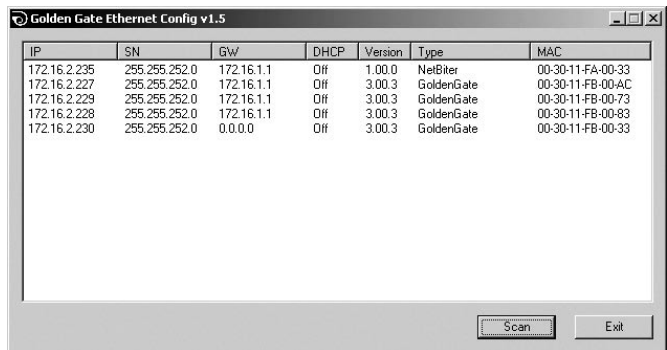 Golden Gate Ethernet Config v1.5
IP SN GW DHCP Version Type MAC
172.16.2.235 255.255.252.0 172.16.1.1 Off 1.00.0 NetBiter 00-30-11-FA-00-33
172.16.2.227 255.255.252.0 172.16.1.1 Off 3.00.3 GoldenGate 00-30-11-FB-00-AC
172.16.2.229 255.255.252.0 172.16.1.1 Off 3.00.3 GoldenGate 00-30-11-FB-00-73
172.16.2.228 255.255.252.0 172.16.1.1 Off 3.00.3 GoldenGate 00-30-11-FB-00-83
172.16.2.230 255.255.252.0 0.0.0.0 Off 3.00.3 GoldenGate 00-30-11-FB-00-33
Scan Exit